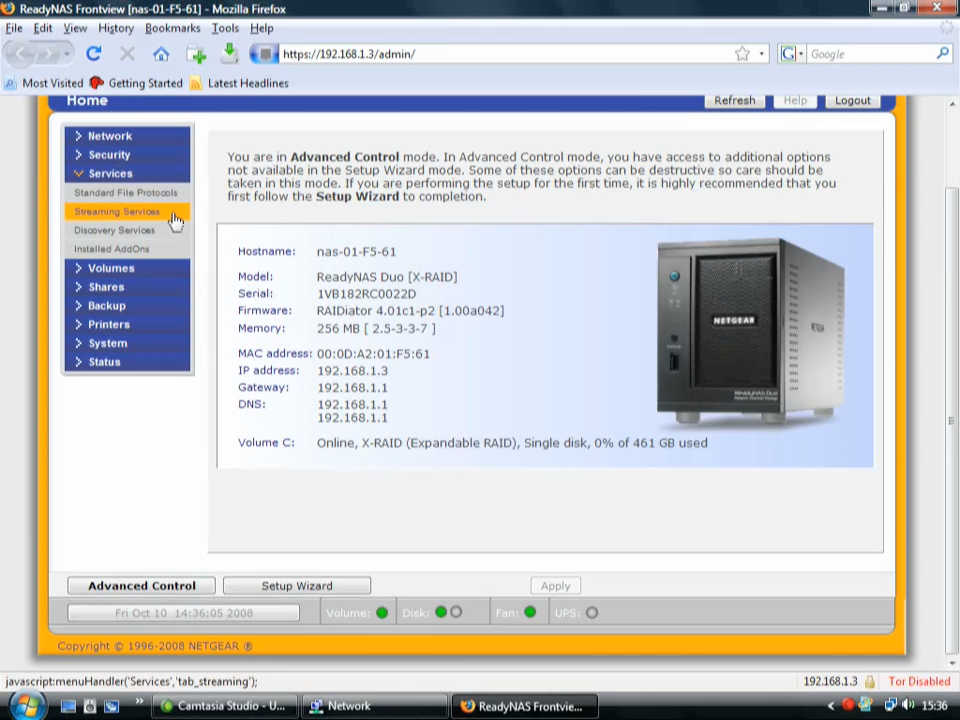 ReadyNAS Frontview [nas-01-F5-61] - Mozilla Firefox
File Edit View History Bookmarks Tools Help
https://192.168.1.3/admin/
G Google
Most Visited Getting Started Latest Headlines
Home
Refresh Help Logout
Network
Security
Services
Standard File Protocols
Streaming Services
Discovery Services
Installed AddOns
Volumes
Shares
Backup
Printers
System
Status
You are in Advanced Control mode. In Advanced Control mode, you have access to additional options
not available in the Setup Wizard mode. Some of these options can be destructive so care should be
taken in this mode. If you are performing the setup for the first time, it is highly recommended that you
first follow the Setup Wizard to completion.
Hostname: nas-01-F5-61
Model: ReadyNAS Duo [X-RAID]
Serial: 1VB182RC0022D
Firmware: RAIDiator 4.01c1-p2 [1.00a042]
Memory: 256 MB [ 2.5-3-3-7 ]
MAC address: 00:0D:A2:01:F5:61
IP address: 192.168.1.3
Gateway: 192.168.1.1
DNS: 192.168.1.1
192.168.1.1
Volume C: Online, X-RAID (Expandable RAID), Single disk, 0% of 461 GB used
NETGEAR
ReadyNAS Duo
Advanced Control Setup Wizard Apply
Fri Oct 10 14:36:05 2008 Volume: Disk: Fan: UPS:
Copyright © 1996-2008 NETGEAR ®
javascript:menuHandler('Services','tab_streaming'); 192.168.1.3 Tor Disabled
Camtasia Studio - U... Network ReadyNAS Frontvie... 15:36